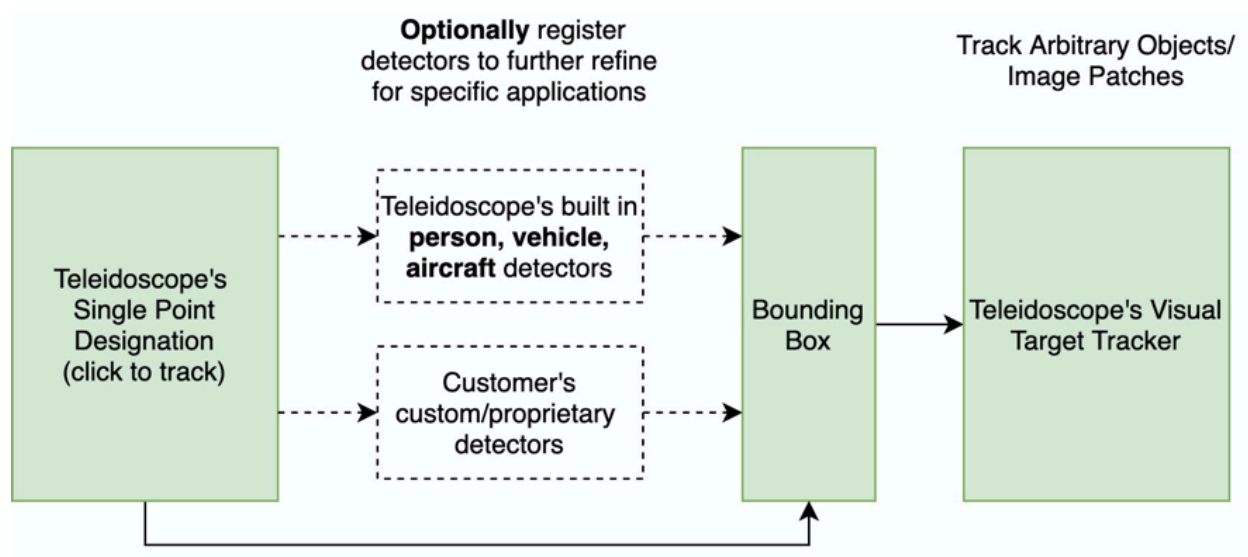 Optionally register
detectors to further refine
for specific applications
Track Arbitrary Objects/
Image Patches
Teleidoscope's
Single Point
Designation
(click to track)
Teleidoscope's built in
person, vehicle,
aircraft detectors
Customer's
custom/proprietary
detectors
Bounding
Box
Teleidoscope's Visual
Target Tracker